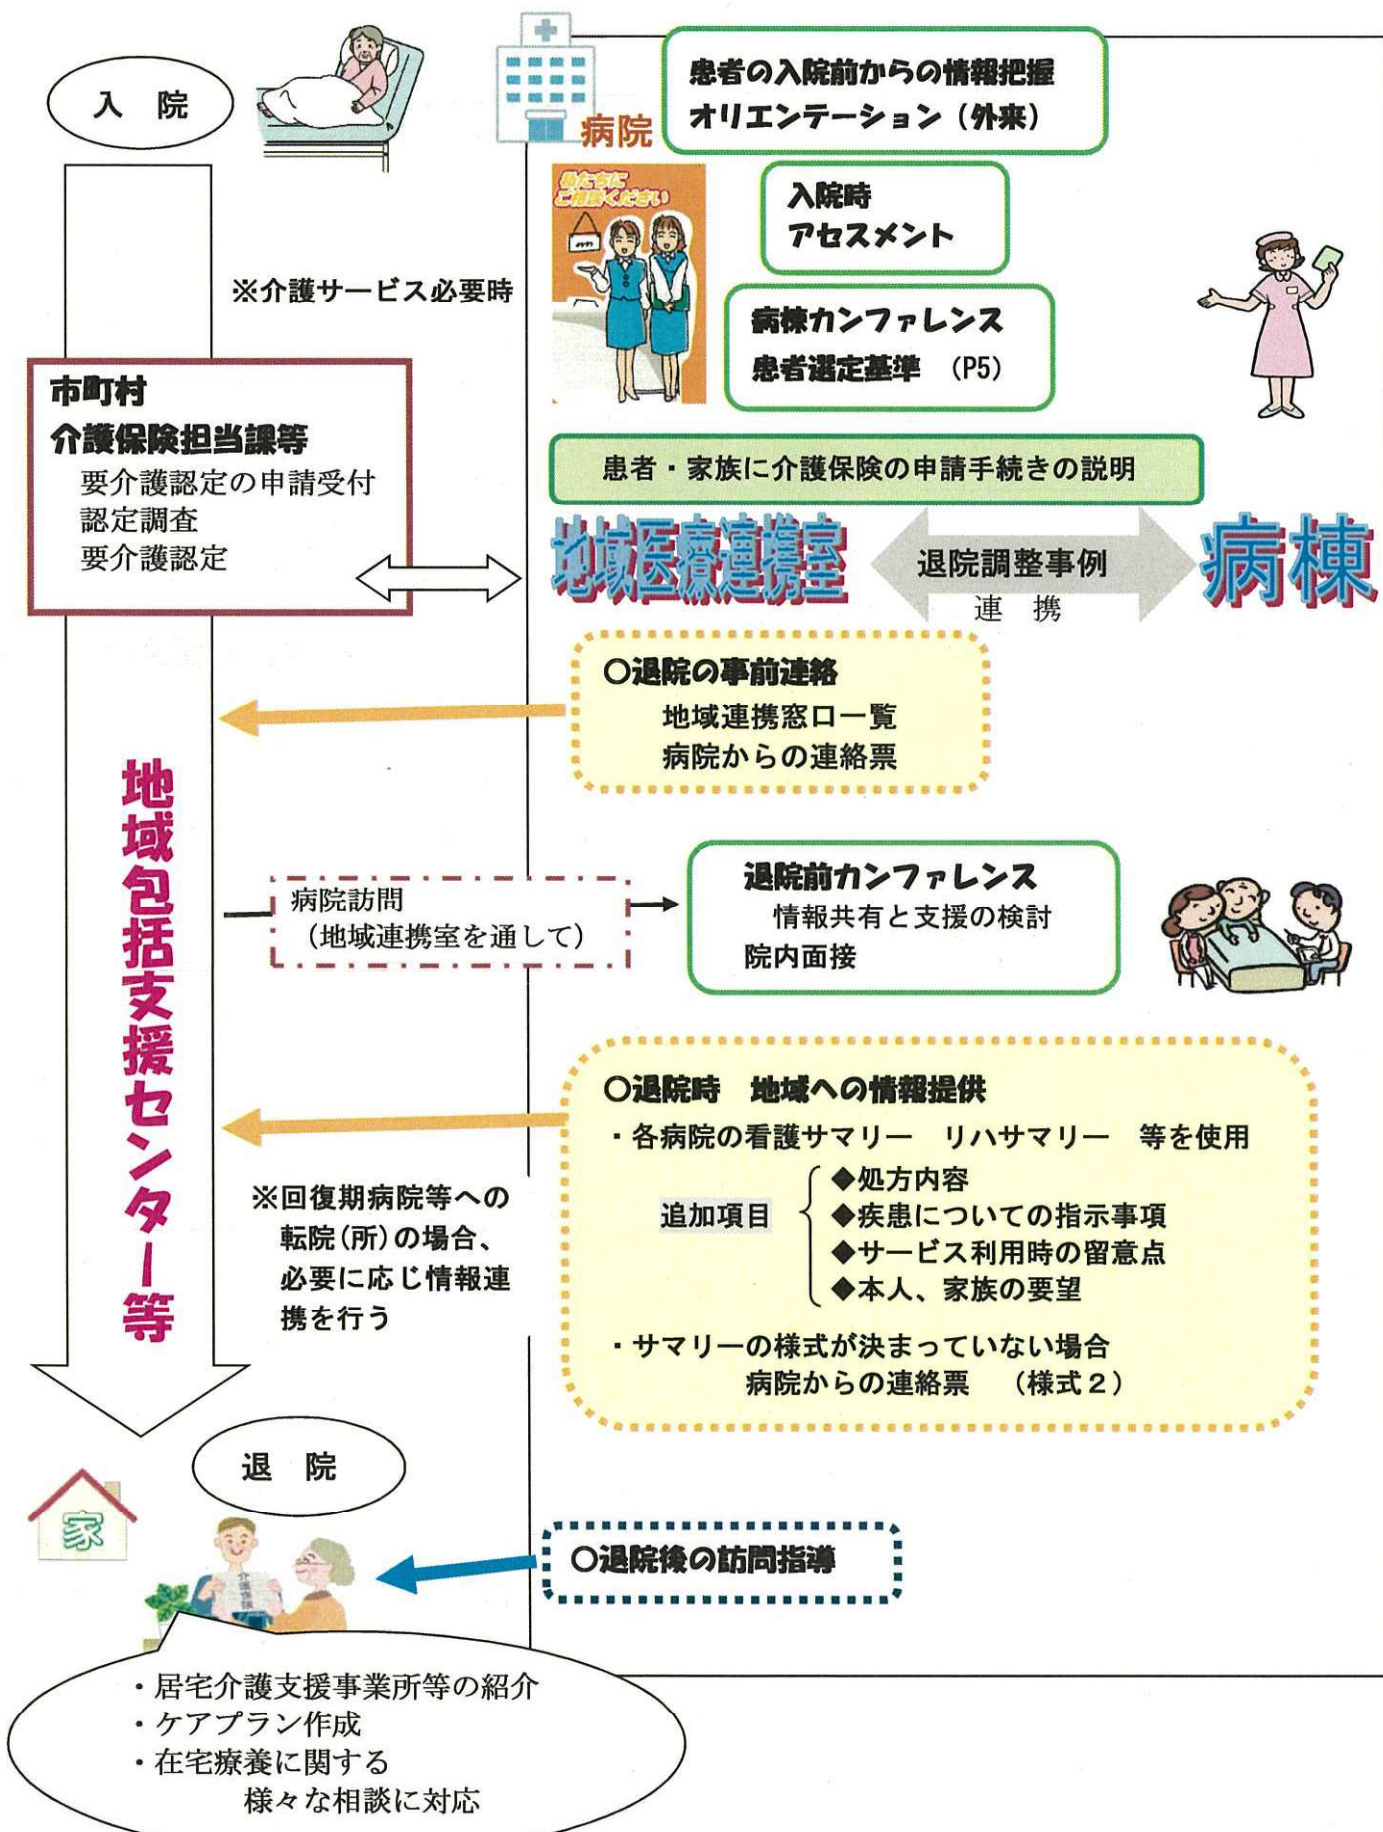 入 院
病院
患者の入院前からの情報把握
オリエンテーション（外来）
私たちに
ご相談ください
入院時
アセスメント
※介護サービス必要時
病棟カンファレンス
患者選定基準 （P5）
市町村
介護保険担当課等
要介護認定の申請受付
認定調査
要介護認定
患者・家族に介護保険の申請手続きの説明
地域医療連携室
退院調整事例
連 携
病棟
〇退院の事前連絡
地域連携窓口一覧
病院からの連絡票
地域包括支援センター等
病院訪問
（地域連携室を通して）
退院前カンファレンス
情報共有と支援の検討
院内面接
〇退院時 地域への情報提供
・各病院の看護サマリー リハサマリー 等を使用
追加項目
◆処方内容
◆疾患についての指示事項
◆サービス利用時の留意点
◆本人、家族の要望
・サマリーの様式が決まっていない場合
病院からの連絡票 （様式２）
※回復期病院等への
転院（所）の場合、
必要に応じ情報連
携を行う
退 院
家
介護保険
〇退院後の訪問指導
・居宅介護支援事業所等の紹介
・ケアプラン作成
・在宅療養に関する
様々な相談に対応